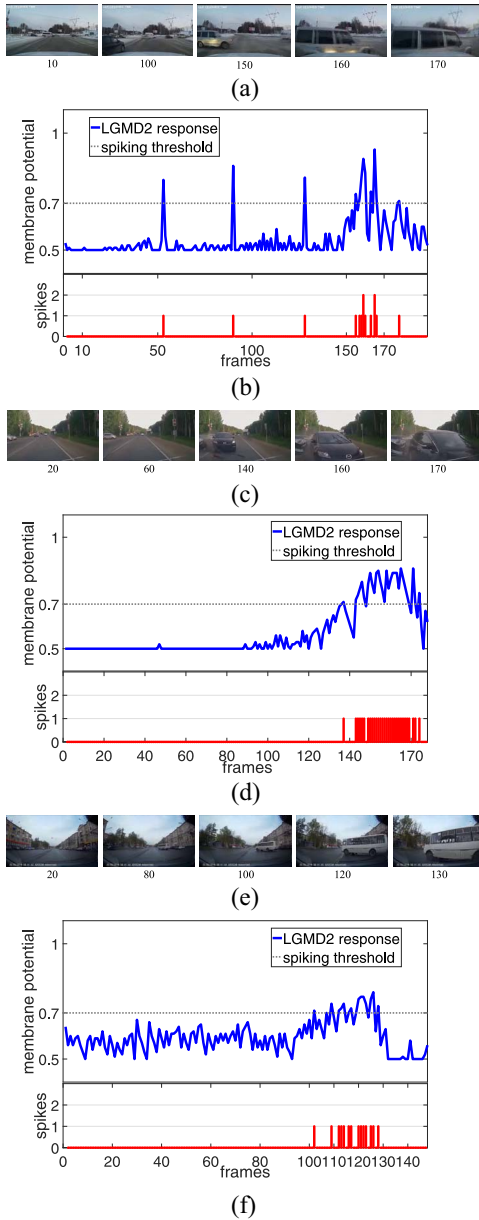 10 100 150 160 170
(a)
LGMD2 response
spiking threshold
membrane potential
1
0.7
0.5
spikes
2
1
0
0 10 50 100 150 170
frames
(b)
20 60 140 160 170
(c)
LGMD2 response
spiking threshold
membrane potential
1
0.7
0.5
spikes
2
1
0
0 20 40 60 80 100 120 140 170
frames
(d)
20 80 100 120 130
(e)
LGMD2 response
spiking threshold
membrane potential
1
0.7
0.5
spikes
2
1
0
0 20 40 60 80 100 110 120 130 140
frames
(f)